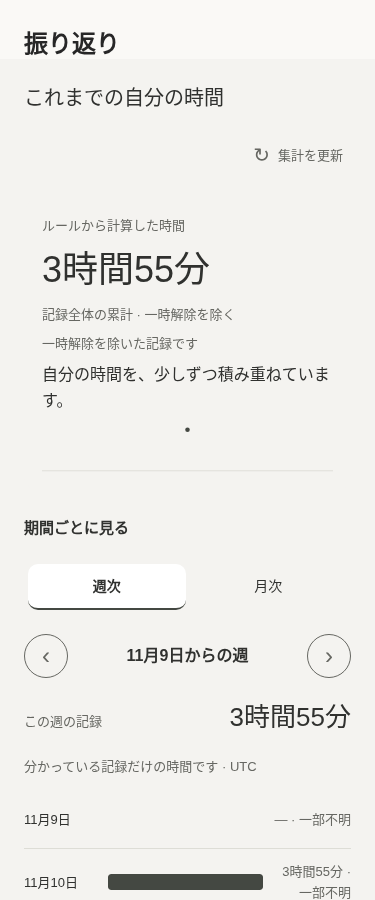 振り返り
これまでの自分の時間
↻ 集計を更新
ルールから計算した時間
3時間55分
記録全体の累計 · 一時解除を除く
一時解除を除いた記録です
自分の時間を、少しずつ積み重ねていま
す。
期間ごとに見る
週次 月次
‹ 11月9日からの週 ›
この週の記録 3時間55分
分かっている記録だけの時間です · UTC
11月9日 — · 一部不明
11月10日 3時間55分 ·
一部不明